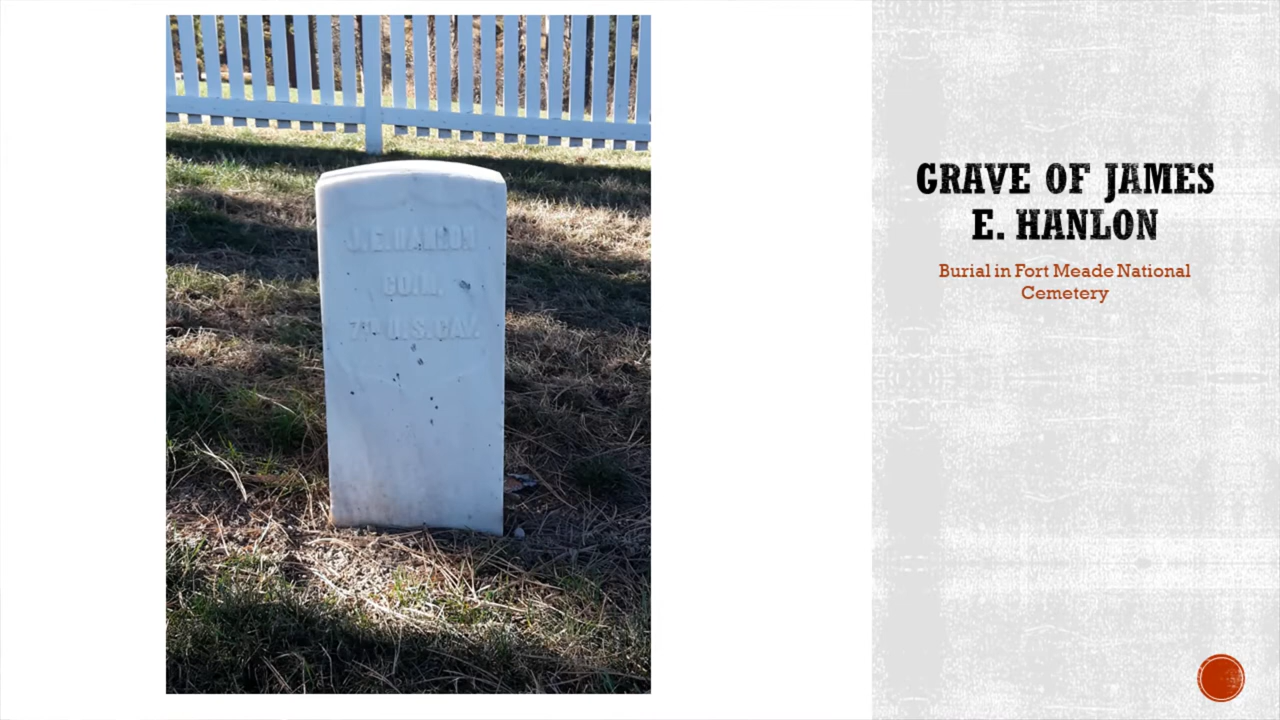 J. E. HANLON
CO. L.
7TH U.S. CAV.
GRAVE OF JAMES
E. HANLON
Burial in Fort Meade National
Cemetery